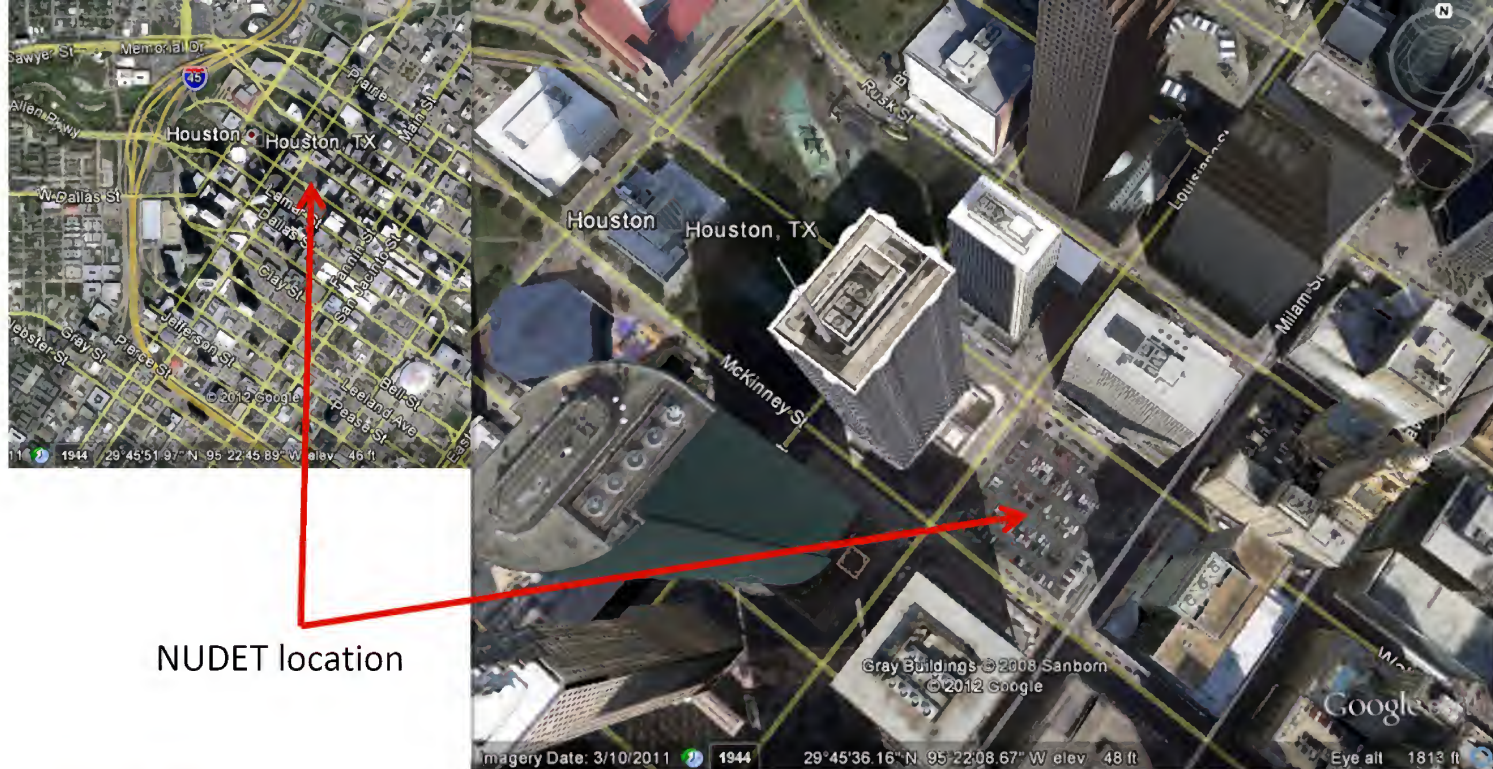 Sawyer St
Memorial Dr
45
Prairie
Main St
Allen Pkwy
Houston
Houston, TX
W Dallas St
Lamar St
Dallas St
Fannin St
San Jacinto St
Clay St
Jefferson St
Webster St
Gray St
Pierce St
Bell St
Leeland Ave
Pease St
© 2012 Google
11 1944 29°45'51.97" N 95 22'45.89" W elev 46 ft
N
Rusk St
Louisiana St
Houston
Houston, TX
Milam St
McKinney St
NUDET location
Gray Buildings © 2008 Sanborn
© 2012 Google
Google
Imagery Date: 3/10/2011 1944 29°45'36.16" N 95°22'08.67" W elev 48 ft Eye alt 1813 ft